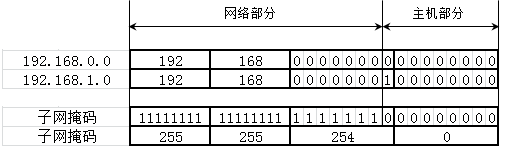 网络部分 主机部分
192.168.0.0 192 168 0 0 0 0 0 0 0 0 0 0 0 0 0 0 0 0
192.168.1.0 192 168 0 0 0 0 0 0 0 1 0 0 0 0 0 0 0 0
子网掩码 11111111 11111111 1 1 1 1 1 1 1 0 0 0 0 0 0 0 0 0
子网掩码 255 255 254 0